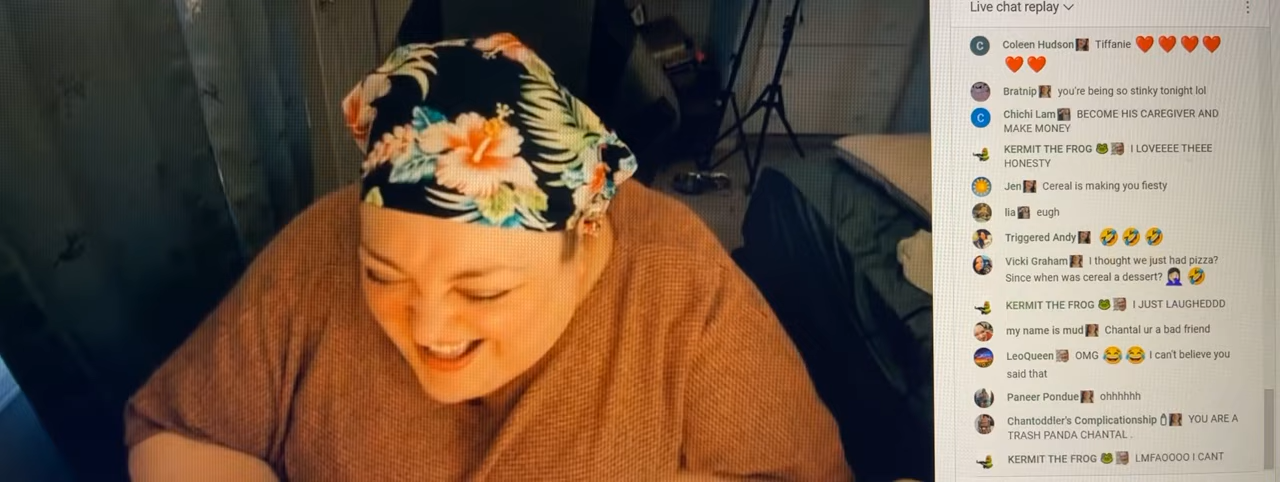 Live chat replay
Coleen Hudson Tiffanie ❤️❤️❤️❤️
❤️❤️
Bratnip you're being so stinky tonight lol
Chichi Lam BECOME HIS CAREGIVER AND
MAKE MONEY
KERMIT THE FROG 🐸 I LOVEEEE THEEE
HONESTY
Jen Cereal is making you fiesty
lia eugh
Triggered Andy 🤣🤣🤣
Vicki Graham I thought we just had pizza?
Since when was cereal a dessert? 🤦🏻‍♀️🤣
KERMIT THE FROG 🐸 I JUST LAUGHEDDD
my name is mud Chantal ur a bad friend
LeoQueen OMG 😂😂 I can't believe you
said that
Paneer Pondue ohhhhhh
Chantoddler's Complicationship YOU ARE A
TRASH PANDA CHANTAL .
KERMIT THE FROG 🐸 LMFAOOOO I CANT
C
C